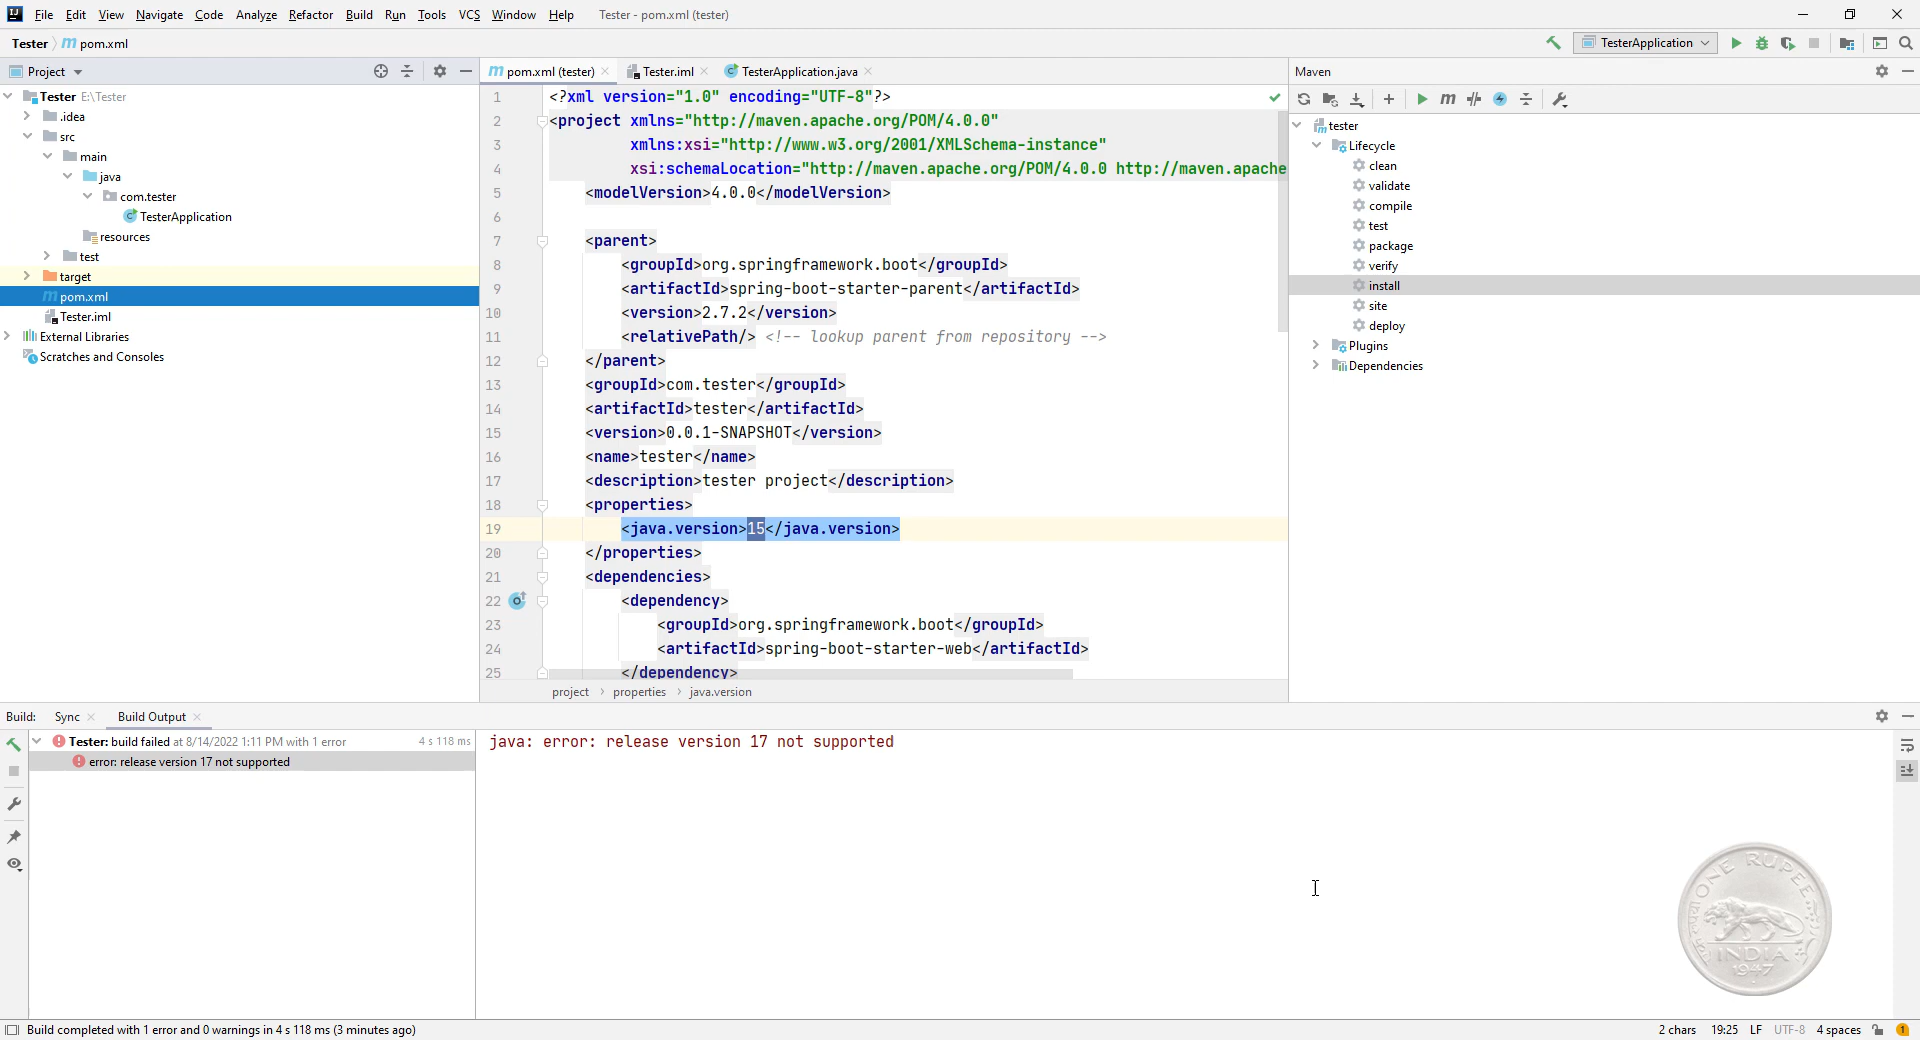 File Edit View Navigate Code Analyze Refactor Build Run Tools VCS Window Help Tester - pom.xml (tester)
Tester pom.xml
TesterApplication
Project
pom.xml (tester) Tester.iml TesterApplication.java
Maven
Tester E:\Tester
.idea
src
main
java
com.tester
TesterApplication
resources
test
target
pom.xml
Tester.iml
External Libraries
Scratches and Consoles
1 <?xml version="1.0" encoding="UTF-8"?>
2 <project xmlns="http://maven.apache.org/POM/4.0.0"
3 xmlns:xsi="http://www.w3.org/2001/XMLSchema-instance"
4 xsi:schemaLocation="http://maven.apache.org/POM/4.0.0 http://maven.apache
5 <modelVersion>4.0.0</modelVersion>
6
7 <parent>
8 <groupId>org.springframework.boot</groupId>
9 <artifactId>spring-boot-starter-parent</artifactId>
10 <version>2.7.2</version>
11 <relativePath/> <!-- lookup parent from repository -->
12 </parent>
13 <groupId>com.tester</groupId>
14 <artifactId>tester</artifactId>
15 <version>0.0.1-SNAPSHOT</version>
16 <name>tester</name>
17 <description>tester project</description>
18 <properties>
19 <java.version>15</java.version>
20 </properties>
21 <dependencies>
22 <dependency>
23 <groupId>org.springframework.boot</groupId>
24 <artifactId>spring-boot-starter-web</artifactId>
25 </dependency>
project › properties › java.version
tester
Lifecycle
clean
validate
compile
test
package
verify
install
site
deploy
Plugins
Dependencies
Build: Sync Build Output
Tester: build failed at 8/14/2022 1:11 PM with 1 error 4 s 118 ms
error: release version 17 not supported
java: error: release version 17 not supported
ONE RUPEE
INDIA
1947
Build completed with 1 error and 0 warnings in 4 s 118 ms (3 minutes ago)
2 chars 19:25 LF UTF-8 4 spaces 1